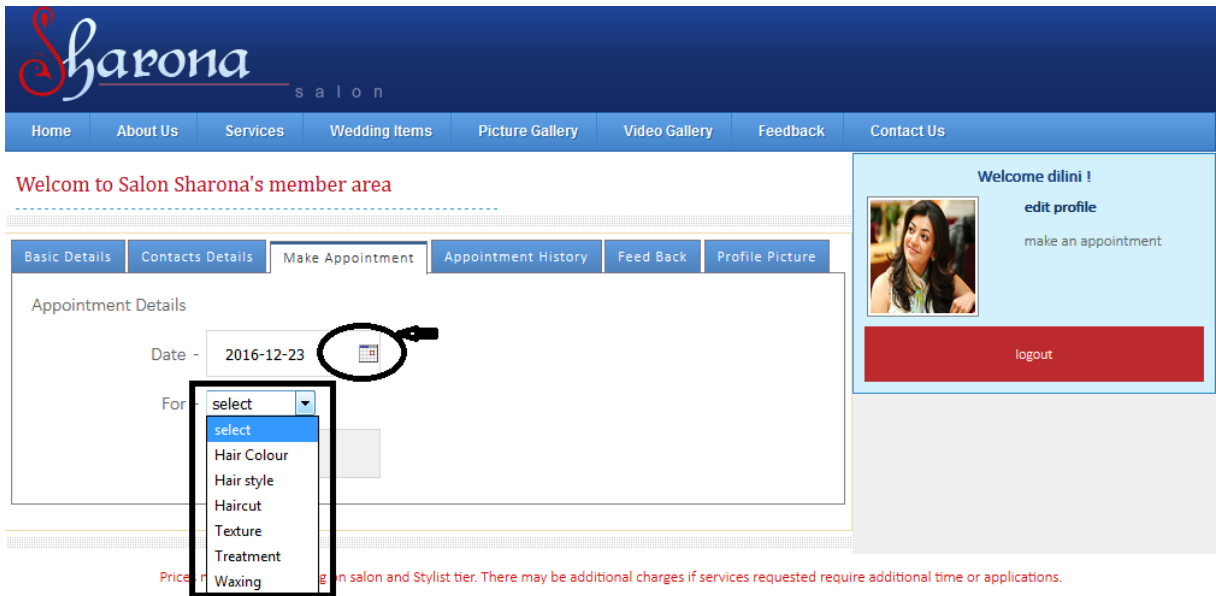 Sharona
salon
Home About Us Services Wedding Items Picture Gallery Video Gallery Feedback Contact Us
Welcom to Salon Sharona's member area
Welcome dilini !
edit profile
make an appointment
logout
Basic Details Contacts Details Make Appointment Appointment History Feed Back Profile Picture
Appointment Details
Date - 2016-12-23
For - select
select
Hair Colour
Hair style
Haircut
Texture
Treatment
Waxing
Prices on salon and Stylist tier. There may be additional charges if services requested require additional time or applications.